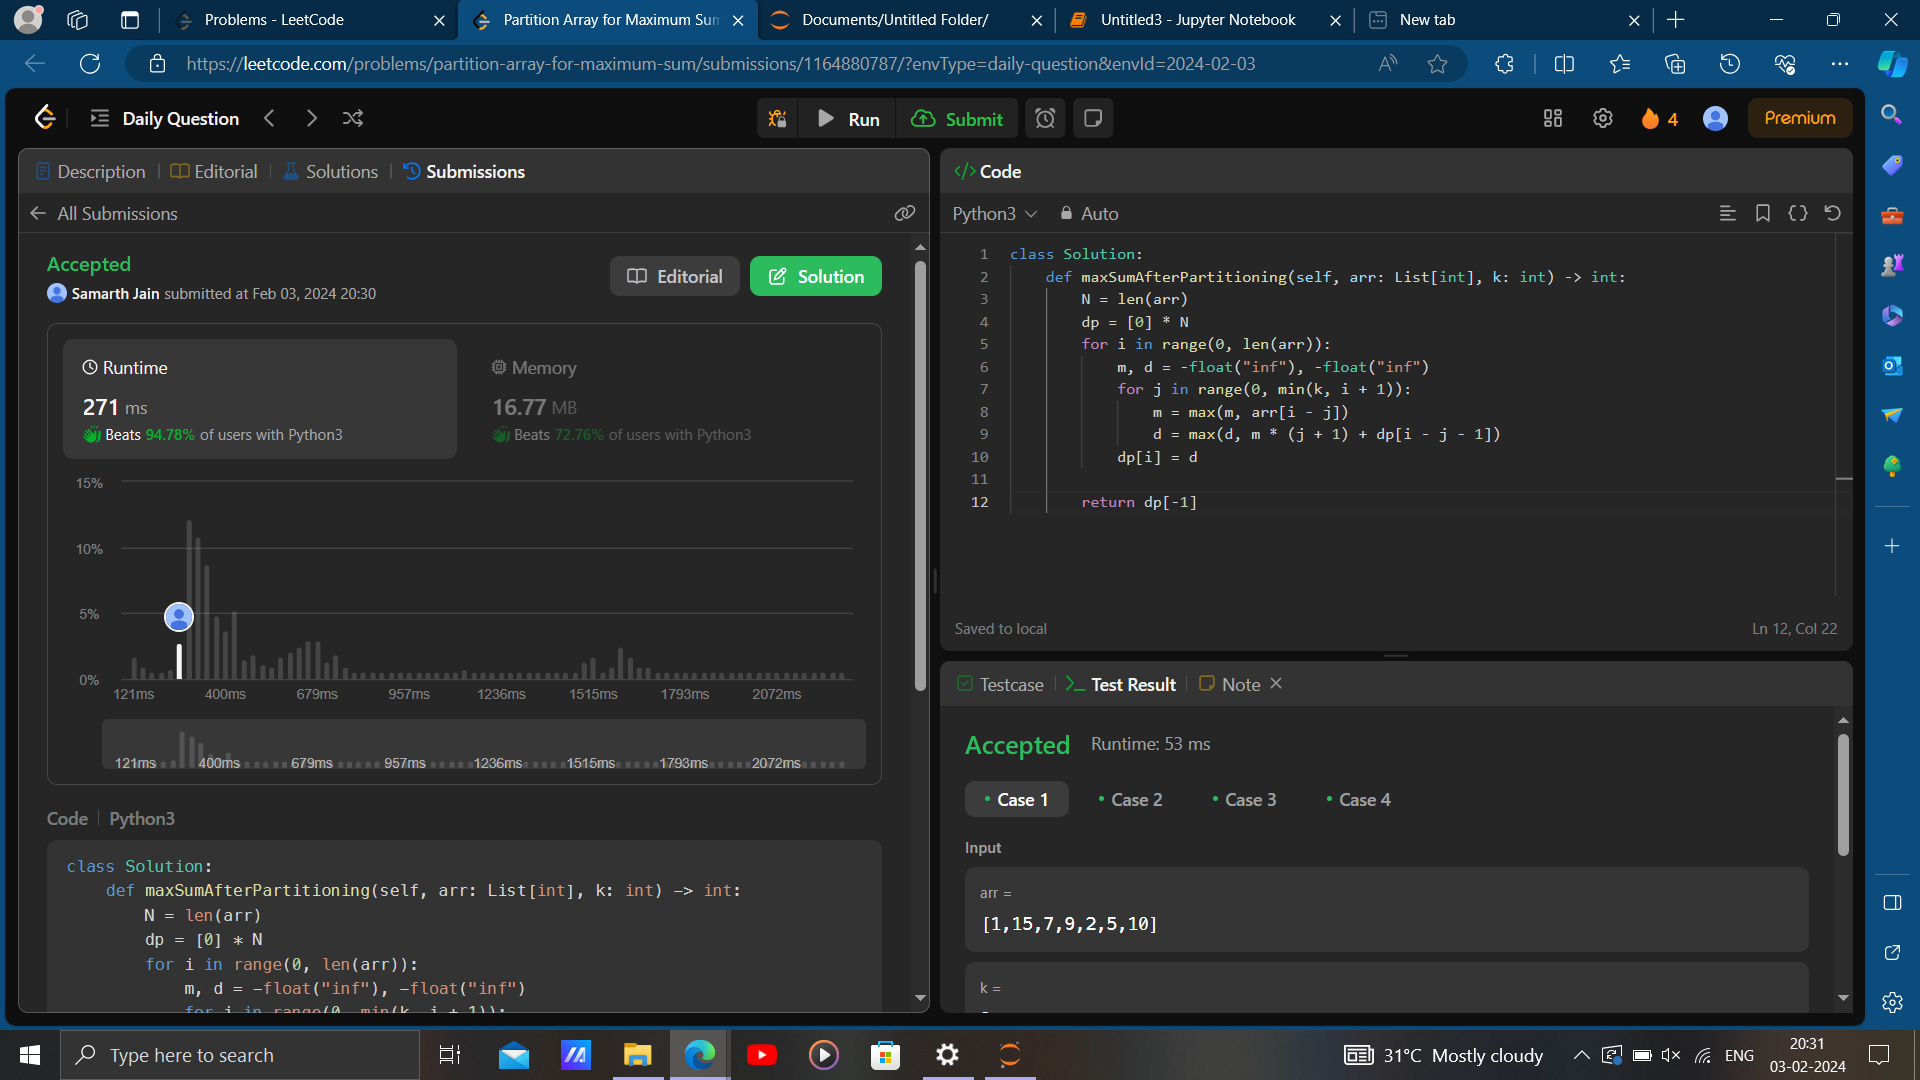 Problems - LeetCode
Partition Array for Maximum Sum
Documents/Untitled Folder/
Untitled3 - Jupyter Notebook
New tab
https://leetcode.com/problems/partition-array-for-maximum-sum/submissions/1164880787/?envType=daily-question&envId=2024-02-03
Daily Question
Run
Submit
4
Premium
Description
Editorial
Solutions
Submissions
All Submissions
Accepted
Samarth Jain submitted at Feb 03, 2024 20:30
Editorial
Solution
Runtime
271 ms
Beats 94.78% of users with Python3
Memory
16.77 MB
Beats 72.76% of users with Python3
15%
10%
5%
0%
121ms 400ms 679ms 957ms 1236ms 1515ms 1793ms 2072ms
121ms 400ms 679ms 957ms 1236ms 1515ms 1793ms 2072ms
Code | Python3
class Solution:
def maxSumAfterPartitioning(self, arr: List[int], k: int) -> int:
N = len(arr)
dp = [0] * N
for i in range(0, len(arr)):
m, d = -float("inf"), -float("inf")
for j in range(0, min(k, i + 1)):
</> Code
Python3
Auto
1 class Solution:
2 def maxSumAfterPartitioning(self, arr: List[int], k: int) -> int:
3 N = len(arr)
4 dp = [0] * N
5 for i in range(0, len(arr)):
6 m, d = -float("inf"), -float("inf")
7 for j in range(0, min(k, i + 1)):
8 m = max(m, arr[i - j])
9 d = max(d, m * (j + 1) + dp[i - j - 1])
10 dp[i] = d
11
12 return dp[-1]
Saved to local
Ln 12, Col 22
Testcase
Test Result
Note
Accepted
Runtime: 53 ms
Case 1
Case 2
Case 3
Case 4
Input
arr =
[1,15,7,9,2,5,10]
k =
Type here to search
31°C Mostly cloudy
ENG
20:31
03-02-2024